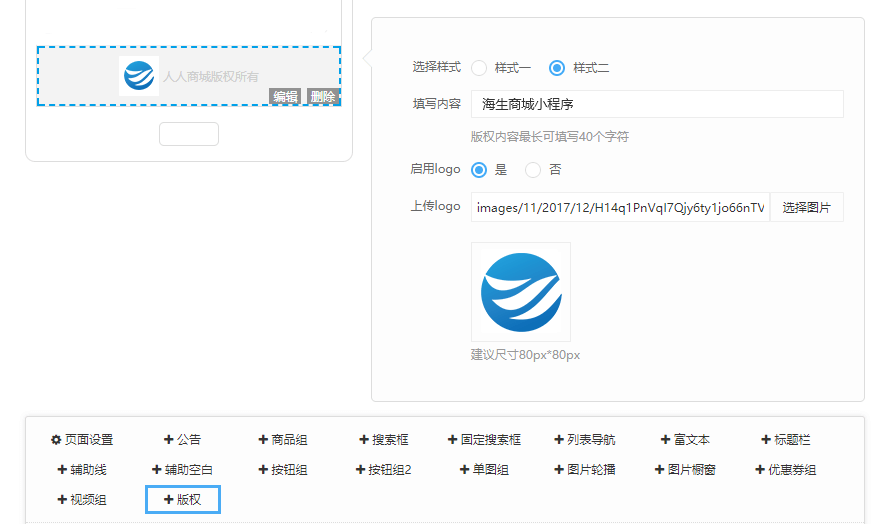 人人商城版权所有
编辑 删除
选择样式 样式一 样式二
填写内容 海生商城小程序
版权内容最长可填写40个字符
启用logo 是 否
上传logo images/11/2017/12/H14q1PnVqI7Qjy6ty1jo66nTV 选择图片
建议尺寸80px*80px
页面设置 公告 商品组 搜索框 固定搜索框 列表导航 富文本 标题栏
辅助线 辅助空白 按钮组 按钮组2 单图组 图片轮播 图片橱窗 优惠券组
视频组 版权